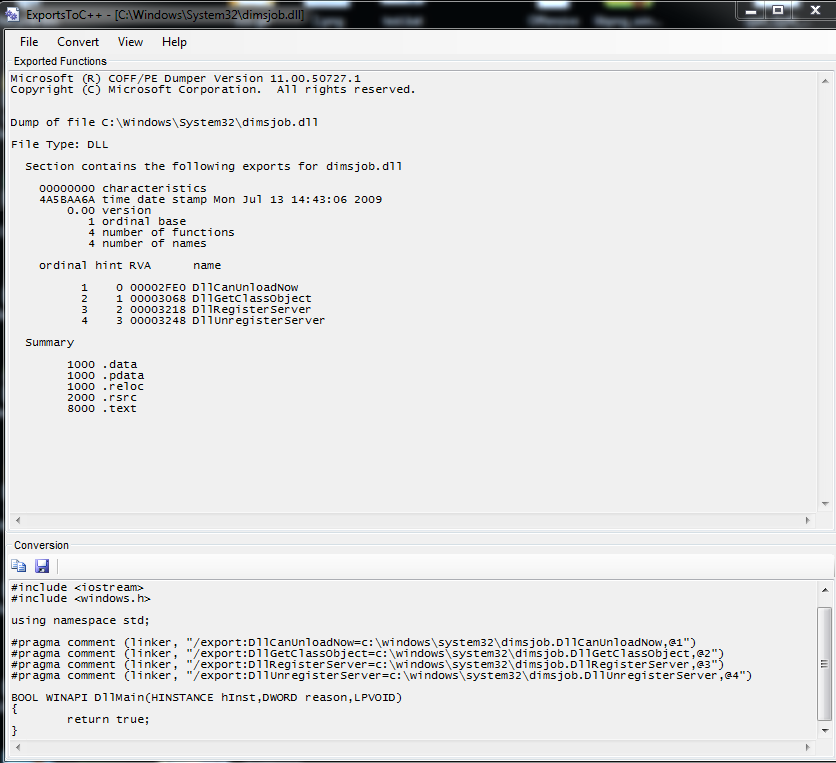 ExportsToC++ - [C:\Windows\System32\dimsjob.dll]
File Convert View Help
Exported Functions
Microsoft (R) COFF/PE Dumper Version 11.00.50727.1
Copyright (C) Microsoft Corporation.  All rights reserved.
Dump of file C:\Windows\System32\dimsjob.dll
File Type: DLL
Section contains the following exports for dimsjob.dll
00000000 characteristics
4A5BAA6A time date stamp Mon Jul 13 14:43:06 2009
0.00 version
1 ordinal base
4 number of functions
4 number of names
ordinal hint RVA      name
1    0 00002FE0 DllCanUnloadNow
2    1 00003068 DllGetClassObject
3    2 00003218 DllRegisterServer
4    3 00003248 DllUnregisterServer
Summary
1000 .data
1000 .pdata
1000 .reloc
2000 .rsrc
8000 .text
Conversion
#include <iostream>
#include <windows.h>
using namespace std;
#pragma comment (linker, "/export:DllCanUnloadNow=c:\windows\system32\dimsjob.DllCanUnloadNow,@1")
#pragma comment (linker, "/export:DllGetClassObject=c:\windows\system32\dimsjob.DllGetClassObject,@2")
#pragma comment (linker, "/export:DllRegisterServer=c:\windows\system32\dimsjob.DllRegisterServer,@3")
#pragma comment (linker, "/export:DllUnregisterServer=c:\windows\system32\dimsjob.DllUnregisterServer,@4")
BOOL WINAPI DllMain(HINSTANCE hInst,DWORD reason,LPVOID)
{
return true;
}